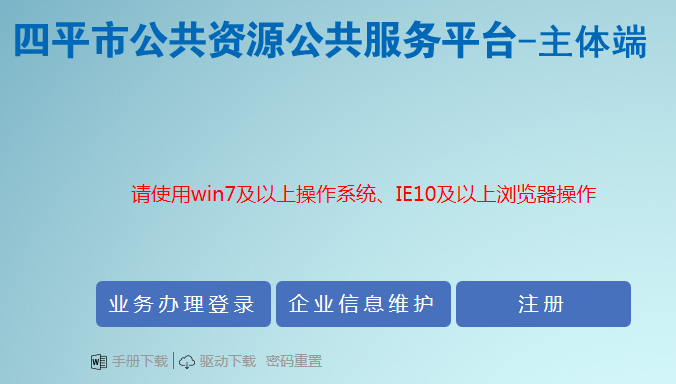 四平市公共资源公共服务平台-主体端
请使用win7及以上操作系统、IE10及以上浏览器操作
业务办理登录 企业信息维护 注册
手册下载 驱动下载 密码重置